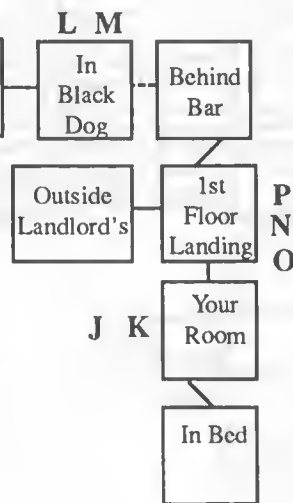 L M
In
Black
Dog
Behind
Bar
Outside
Landlord's
1st
Floor
Landing
P
N
O
J K
Your
Room
In Bed